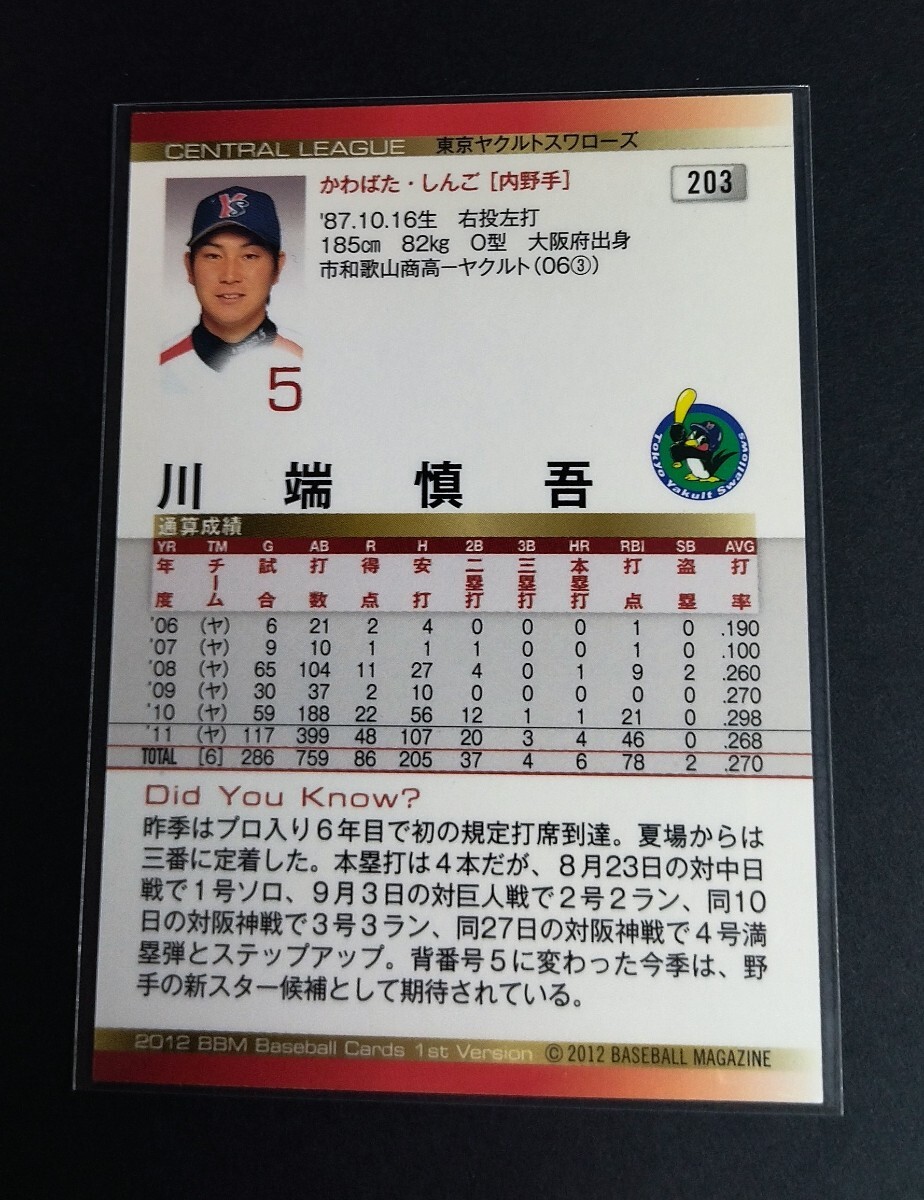 CENTRAL LEAGUE 東京ヤクルトスワローズ
かわばた・しんご［内野手］
203
'87.10.16生 右投左打
185㎝ 82㎏ O型 大阪府出身
市和歌山商高ーヤクルト(06③)
YS
5
Tokyo Yakult Swallows
川端慎吾
通算成績
YR TM G AB R H 2B 3B HR RBI SB AVG
年度 チーム 試合 打数 得点 安打 二塁打 三塁打 本塁打 打点 盗塁 打率
'06 (ヤ) 6 21 2 4 0 0 0 1 0 .190
'07 (ヤ) 9 10 1 1 1 0 0 1 0 .100
'08 (ヤ) 65 104 11 27 4 0 1 9 2 .260
'09 (ヤ) 30 37 2 10 0 0 0 0 0 .270
'10 (ヤ) 59 188 22 56 12 1 1 21 0 .298
'11 (ヤ) 117 399 48 107 20 3 4 46 0 .268
TOTAL [6] 286 759 86 205 37 4 6 78 2 .270
Did You Know?
昨季はプロ入り６年目で初の規定打席到達。夏場からは
三番に定着した。本塁打は４本だが、８月23日の対中日
戦で１号ソロ、９月３日の対巨人戦で２号２ラン、同10
日の対阪神戦で３号３ラン、同27日の対阪神戦で４号満
塁弾とステップアップ。背番号５に変わった今季は、野
手の新スター候補として期待されている。
2012 BBM Baseball Cards 1st Version © 2012 BASEBALL MAGAZINE